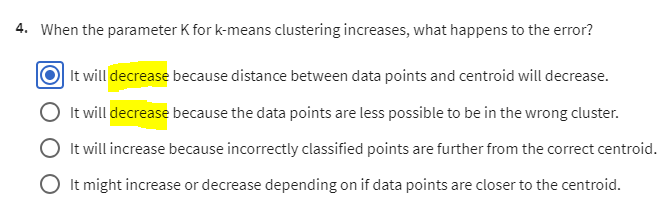 4. When the parameter K for k-means clustering increases, what happens to the error?
It will decrease because distance between data points and centroid will decrease.
It will decrease because the data points are less possible to be in the wrong cluster.
It will increase because incorrectly classified points are further from the correct centroid.
It might increase or decrease depending on if data points are closer to the centroid.